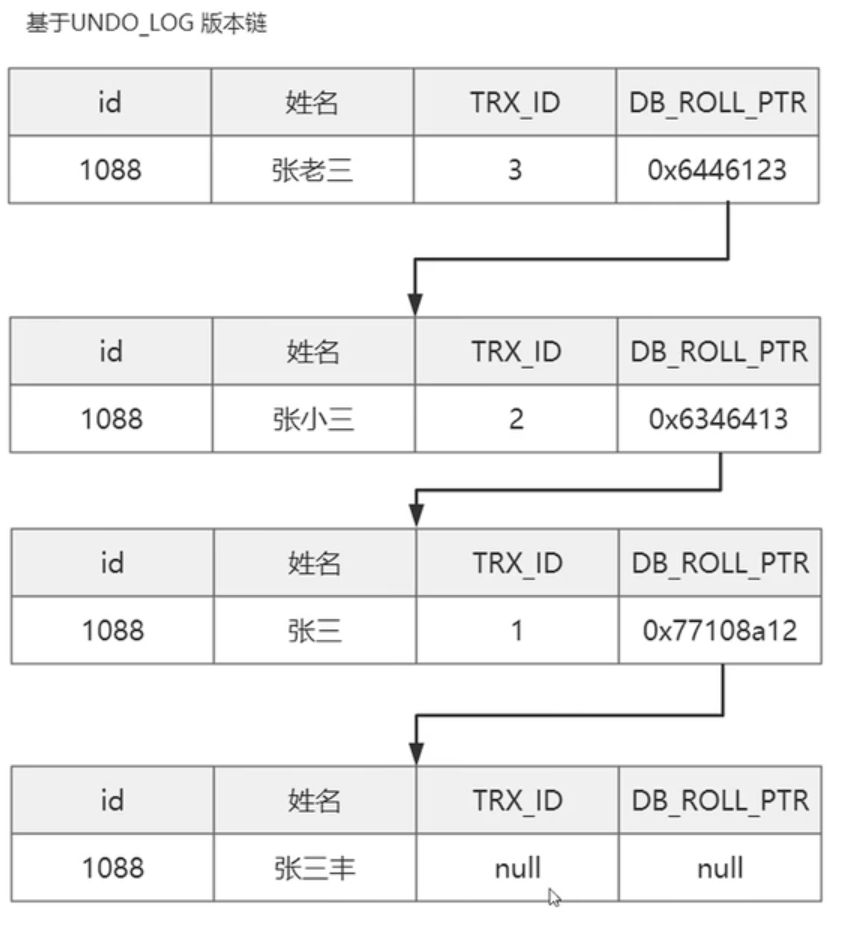 基于UNDO_LOG 版本链
id 姓名 TRX_ID DB_ROLL_PTR
1088 张老三 3 0x6446123
id 姓名 TRX_ID DB_ROLL_PTR
1088 张小三 2 0x6346413
id 姓名 TRX_ID DB_ROLL_PTR
1088 张三 1 0x77108a12
id 姓名 TRX_ID DB_ROLL_PTR
1088 张三丰 null null